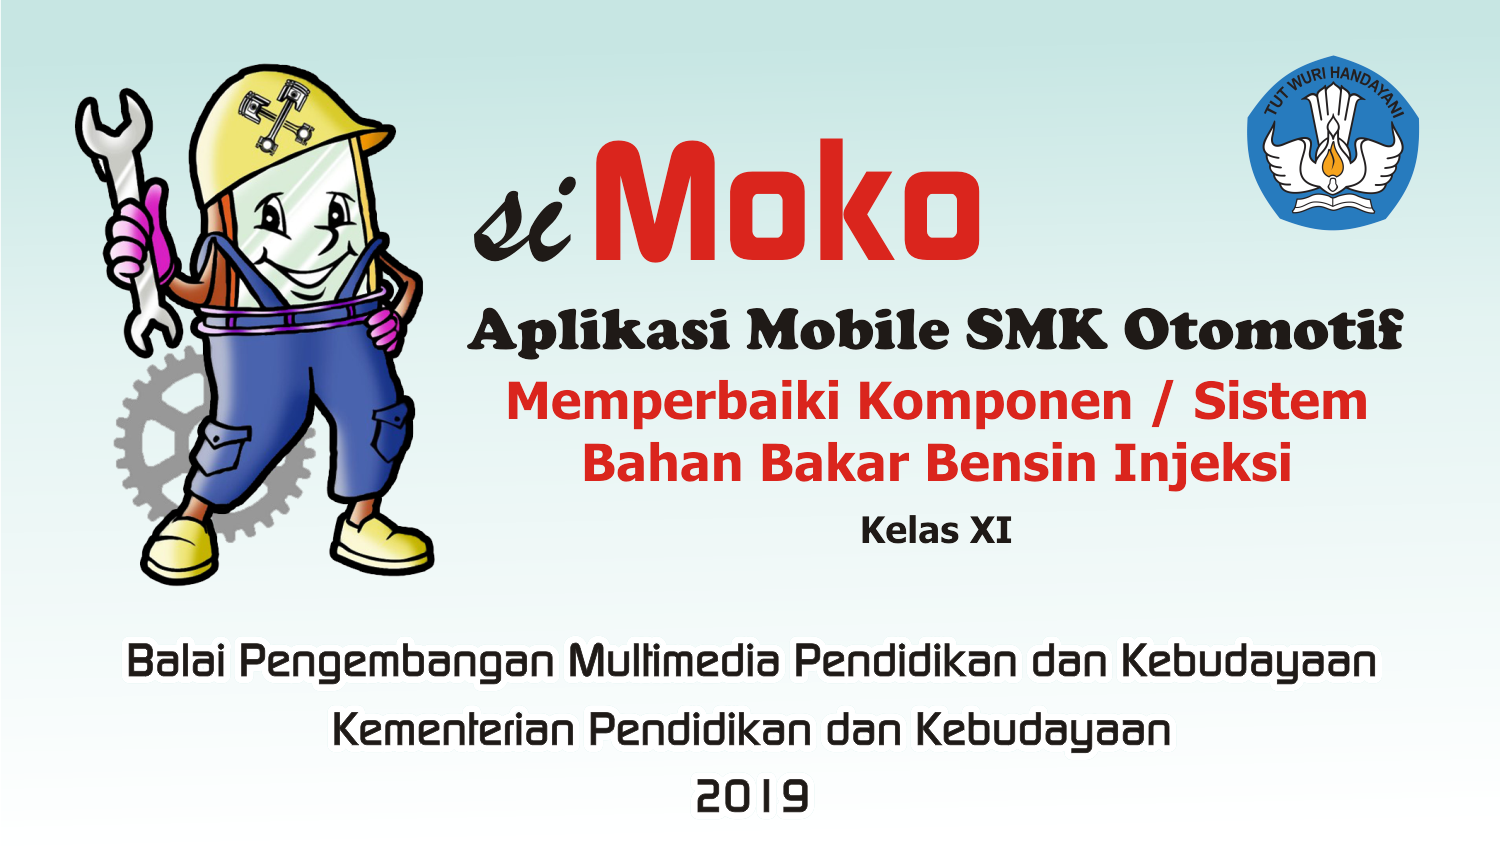 TUT WURI HANDAYANI
si Moko
Aplikasi Mobile SMK Otomotif
Memperbaiki Komponen / Sistem
Bahan Bakar Bensin Injeksi
Kelas XI
Balai Pengembangan Multimedia Pendidikan dan Kebudayaan
Kementerian Pendidikan dan Kebudayaan
2019